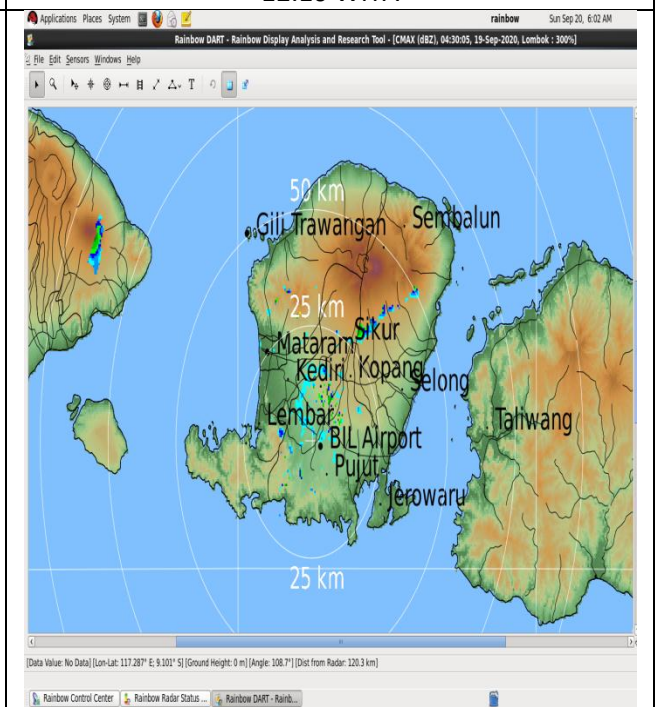 Applications Places System rainbow Sun Sep 20, 6:02 AM
Rainbow DART - Rainbow Display Analysis and Research Tool - [CMAX (dBZ), 04:30:05, 19-Sep-2020, Lombok : 300%]
File Edit Sensors Windows Help
T
50 km
Gili Trawangan
Sembalun
25 km
Sikur
Mataram
Kediri
Kopang
Selong
Lembar
Taliwang
BIL Airport
Pujut
Jerowaru
25 km
[Data Value: No Data] [Lon-Lat: 117.287° E; 9.101° S] [Ground Height: 0 m] [Angle: 108.7°] [Dist from Radar: 120.3 km]
Rainbow Control Center Rainbow Radar Status ... Rainbow DART - Rainb...